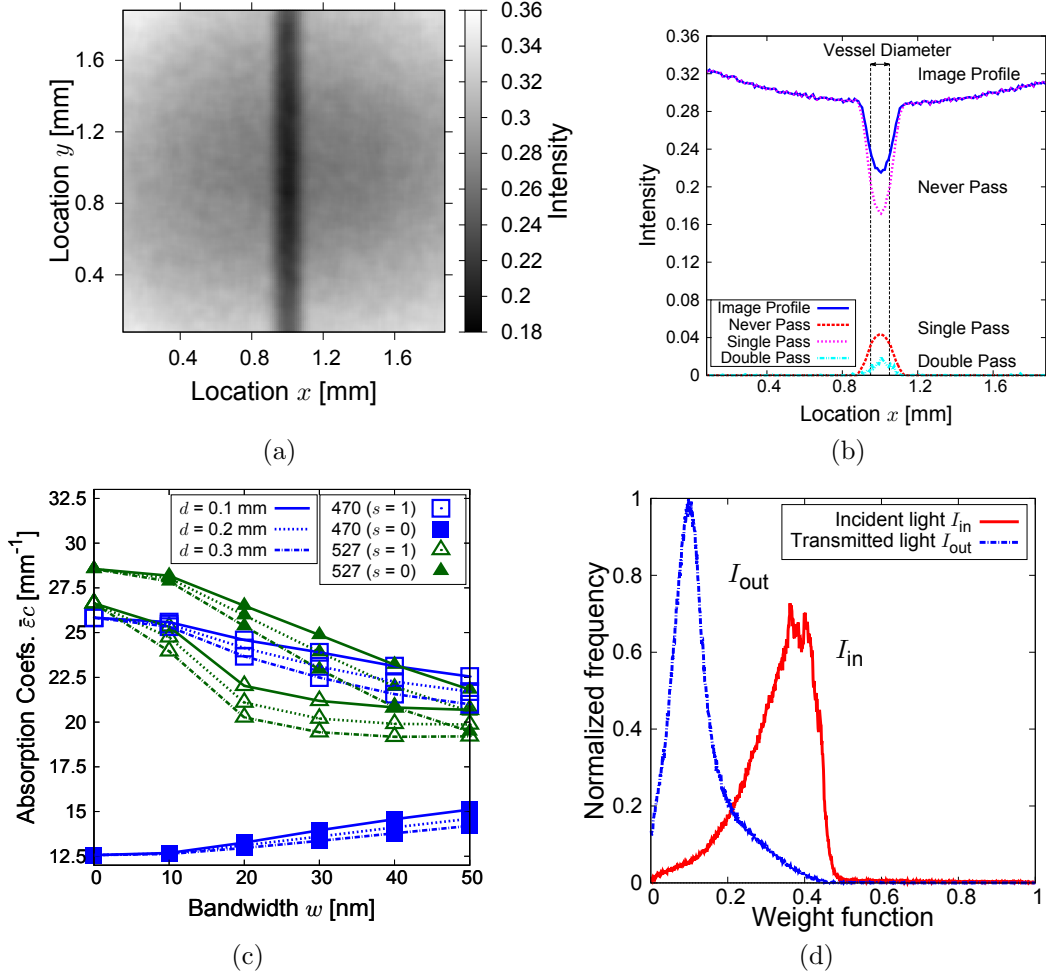 1.6
1.2
0.8
0.4
Location y [mm]
0.4 0.8 1.2 1.6
Location x [mm]
0.36
0.34
0.32
0.30
0.28
0.26
0.24
0.22
0.20
0.18
Intensity
(a)
0.36
0.32
0.28
0.24
0.2
0.16
0.12
0.08
0.04
0
Intensity
Vessel Diameter
Image Profile
Never Pass
Single Pass
Double Pass
Image Profile
Never Pass
Single Pass
Double Pass
0.4 0.8 1.2 1.6
Location x [mm]
(b)
32.5
30
27.5
25
22.5
20
17.5
15
12.5
Absorption Coefs. ε̄c [mm⁻¹]
d = 0.1 mm
d = 0.2 mm
d = 0.3 mm
470 (s = 1)
470 (s = 0)
527 (s = 1)
527 (s = 0)
0 10 20 30 40 50
Bandwidth w [nm]
(c)
1
0.8
0.6
0.4
0.2
0
Normalized frequency
Incident light Iin
Transmitted light Iout
Iout
Iin
0 0.2 0.4 0.6 0.8 1
Weight function
(d)